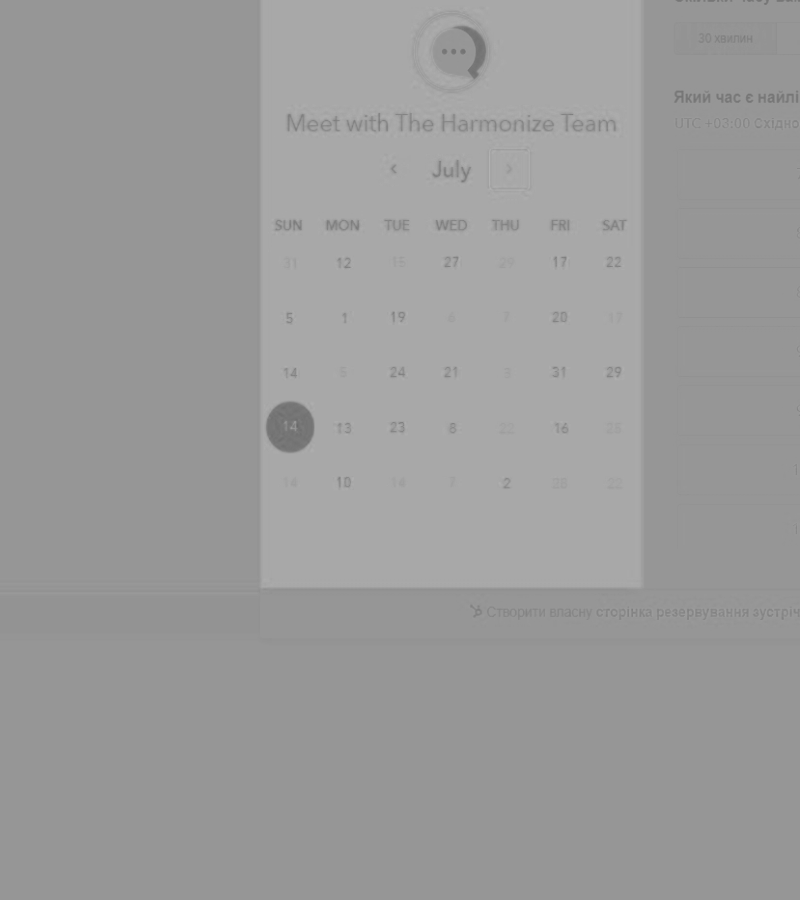 30 хвилин
Який час є найлі
UTC +03:00 Східно
Meet with The Harmonize Team
July
SUN MON TUE WED THU FRI SAT
31 12 15 27 29 17 22
5 1 19 4 7 20 17
14 5 24 21 9 31 29
14 13 23 8 22 16 28
14 10 14 7 2 28 22
Створити власну сторінка резервування зустріч